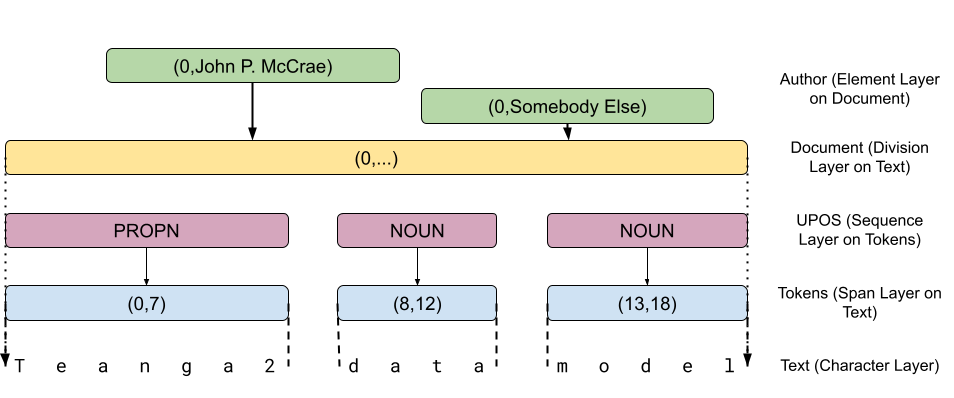 (0,John P. McCrae)
(0,Somebody Else)
Author (Element Layer
on Document)
(0,...)
Document (Division
Layer on Text)
PROPN
NOUN
NOUN
UPOS (Sequence
Layer on Tokens)
(0,7)
(8,12)
(13,18)
Tokens (Span Layer on
Text)
T e a n g a 2 d a t a m o d e l
Text (Character Layer)